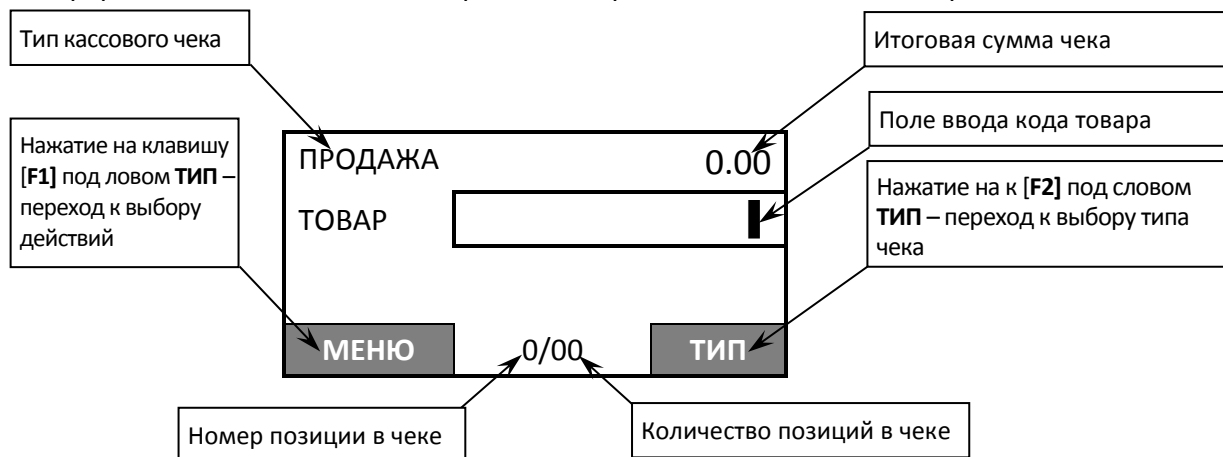 Тип кассового чека
Итоговая сумма чека
Нажатие на клавишу
[F1] под ловом ТИП –
переход к выбору
действий
Поле ввода кода товара
Нажатие на к [F2] под словом
ТИП – переход к выбору типа
чека
ПРОДАЖА 0.00
ТОВАР
МЕНЮ 0/00 ТИП
Номер позиции в чеке
Количество позиций в чеке